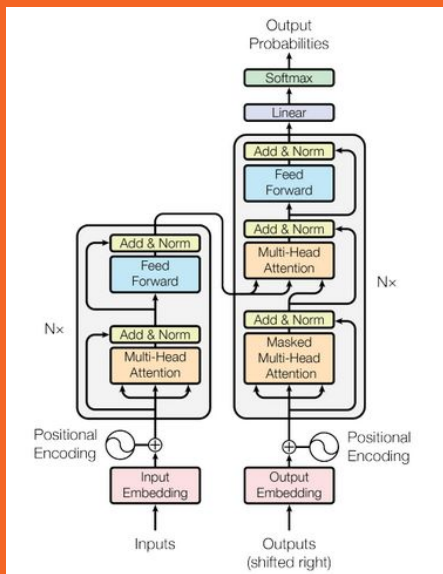 Output
Probabilities
Softmax
Linear
Add & Norm
Feed
Forward
Add & Norm
Multi-Head
Attention
Add & Norm
Masked
Multi-Head
Attention
N×
Add & Norm
Feed
Forward
N×
Add & Norm
Multi-Head
Attention
Positional
Encoding
Positional
Encoding
Input
Embedding
Output
Embedding
Inputs
Outputs
(shifted right)